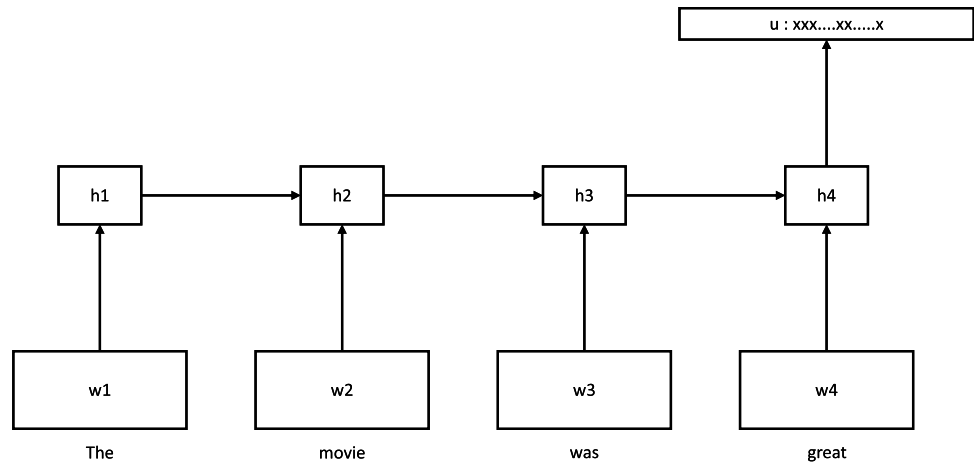 u : xxx....xx.....x
h1 h2 h3 h4
w1 w2 w3 w4
The movie was great